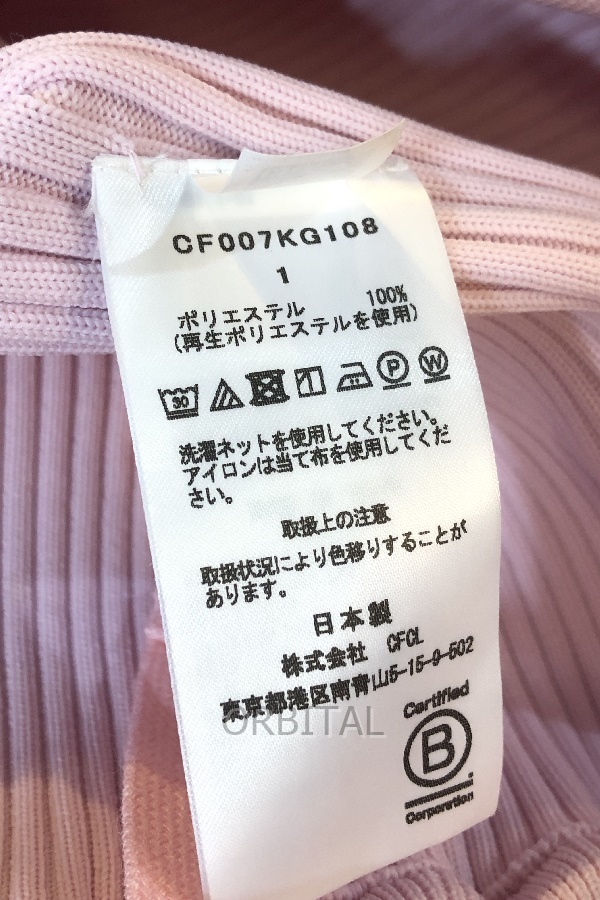 CF007KG108
1
ポリエステル 100%
(再生ポリエステルを使用)
30 P W
洗濯ネットを使用してください。
アイロンは当て布を使用してくだ
さい。
取扱上の注意
取扱状況により色移りすることが
あります。
日本製
株式会社 CFCL
東京都港区南青山5-15-9-502
ORBITAL
Certified
B
Corporation